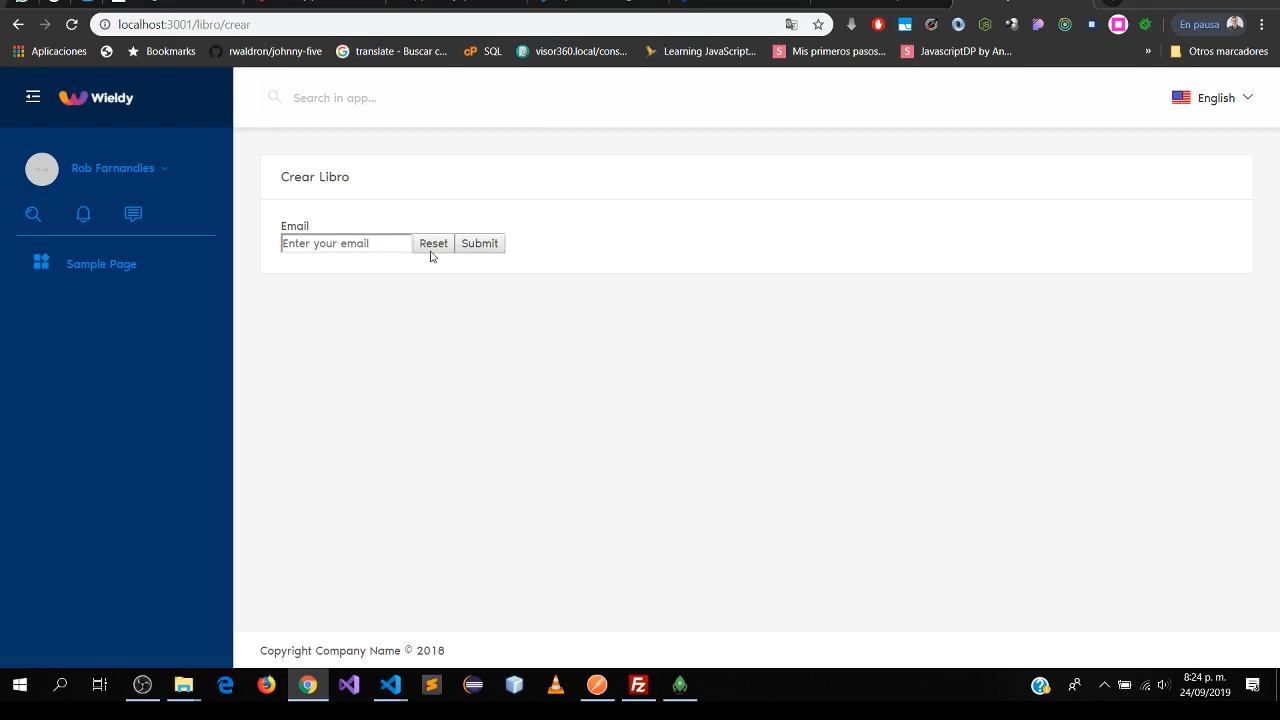 localhost:3001/libro/crear
En pausa
Aplicaciones
Bookmarks
rwaldron/johnny-five
translate - Buscar c...
cP SQL
visor360.local/cons...
Learning JavaScript...
Mis primeros pasos...
JavascriptDP by An...
»
Otros marcadores
Wieldy
Search in app...
English
Rob Farnandies
Crear Libro
Email
Enter your email
Reset
Submit
Sample Page
Copyright Company Name © 2018
8:24 p. m.
24/09/2019